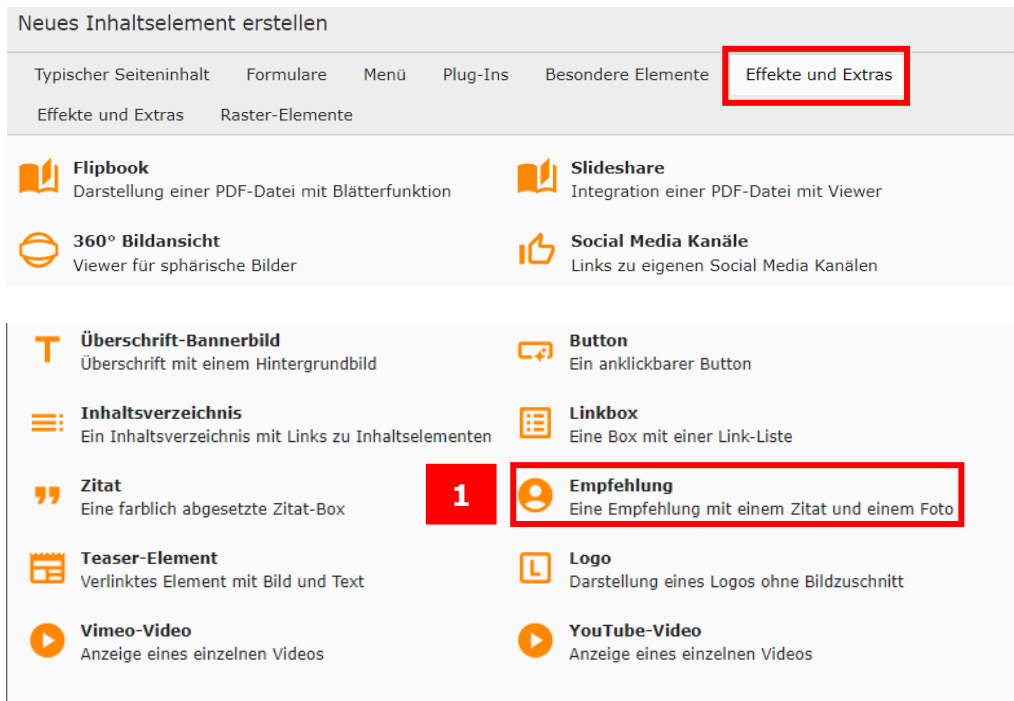 Neues Inhaltselement erstellen
Typischer Seiteninhalt Formulare Menü Plug-Ins Besondere Elemente Effekte und Extras
Effekte und Extras Raster-Elemente
Flipbook
Darstellung einer PDF-Datei mit Blätterfunktion
Slideshare
Integration einer PDF-Datei mit Viewer
360° Bildansicht
Viewer für sphärische Bilder
Social Media Kanäle
Links zu eigenen Social Media Kanälen
Überschrift-Bannerbild
Überschrift mit einem Hintergrundbild
Button
Ein anklickbarer Button
Inhaltsverzeichnis
Ein Inhaltsverzeichnis mit Links zu Inhaltselementen
Linkbox
Eine Box mit einer Link-Liste
Zitat
Eine farblich abgesetzte Zitat-Box
1
Empfehlung
Eine Empfehlung mit einem Zitat und einem Foto
Teaser-Element
Verlinktes Element mit Bild und Text
L
Logo
Darstellung eines Logos ohne Bildzuschnitt
Vimeo-Video
Anzeige eines einzelnen Videos
YouTube-Video
Anzeige eines einzelnen Videos